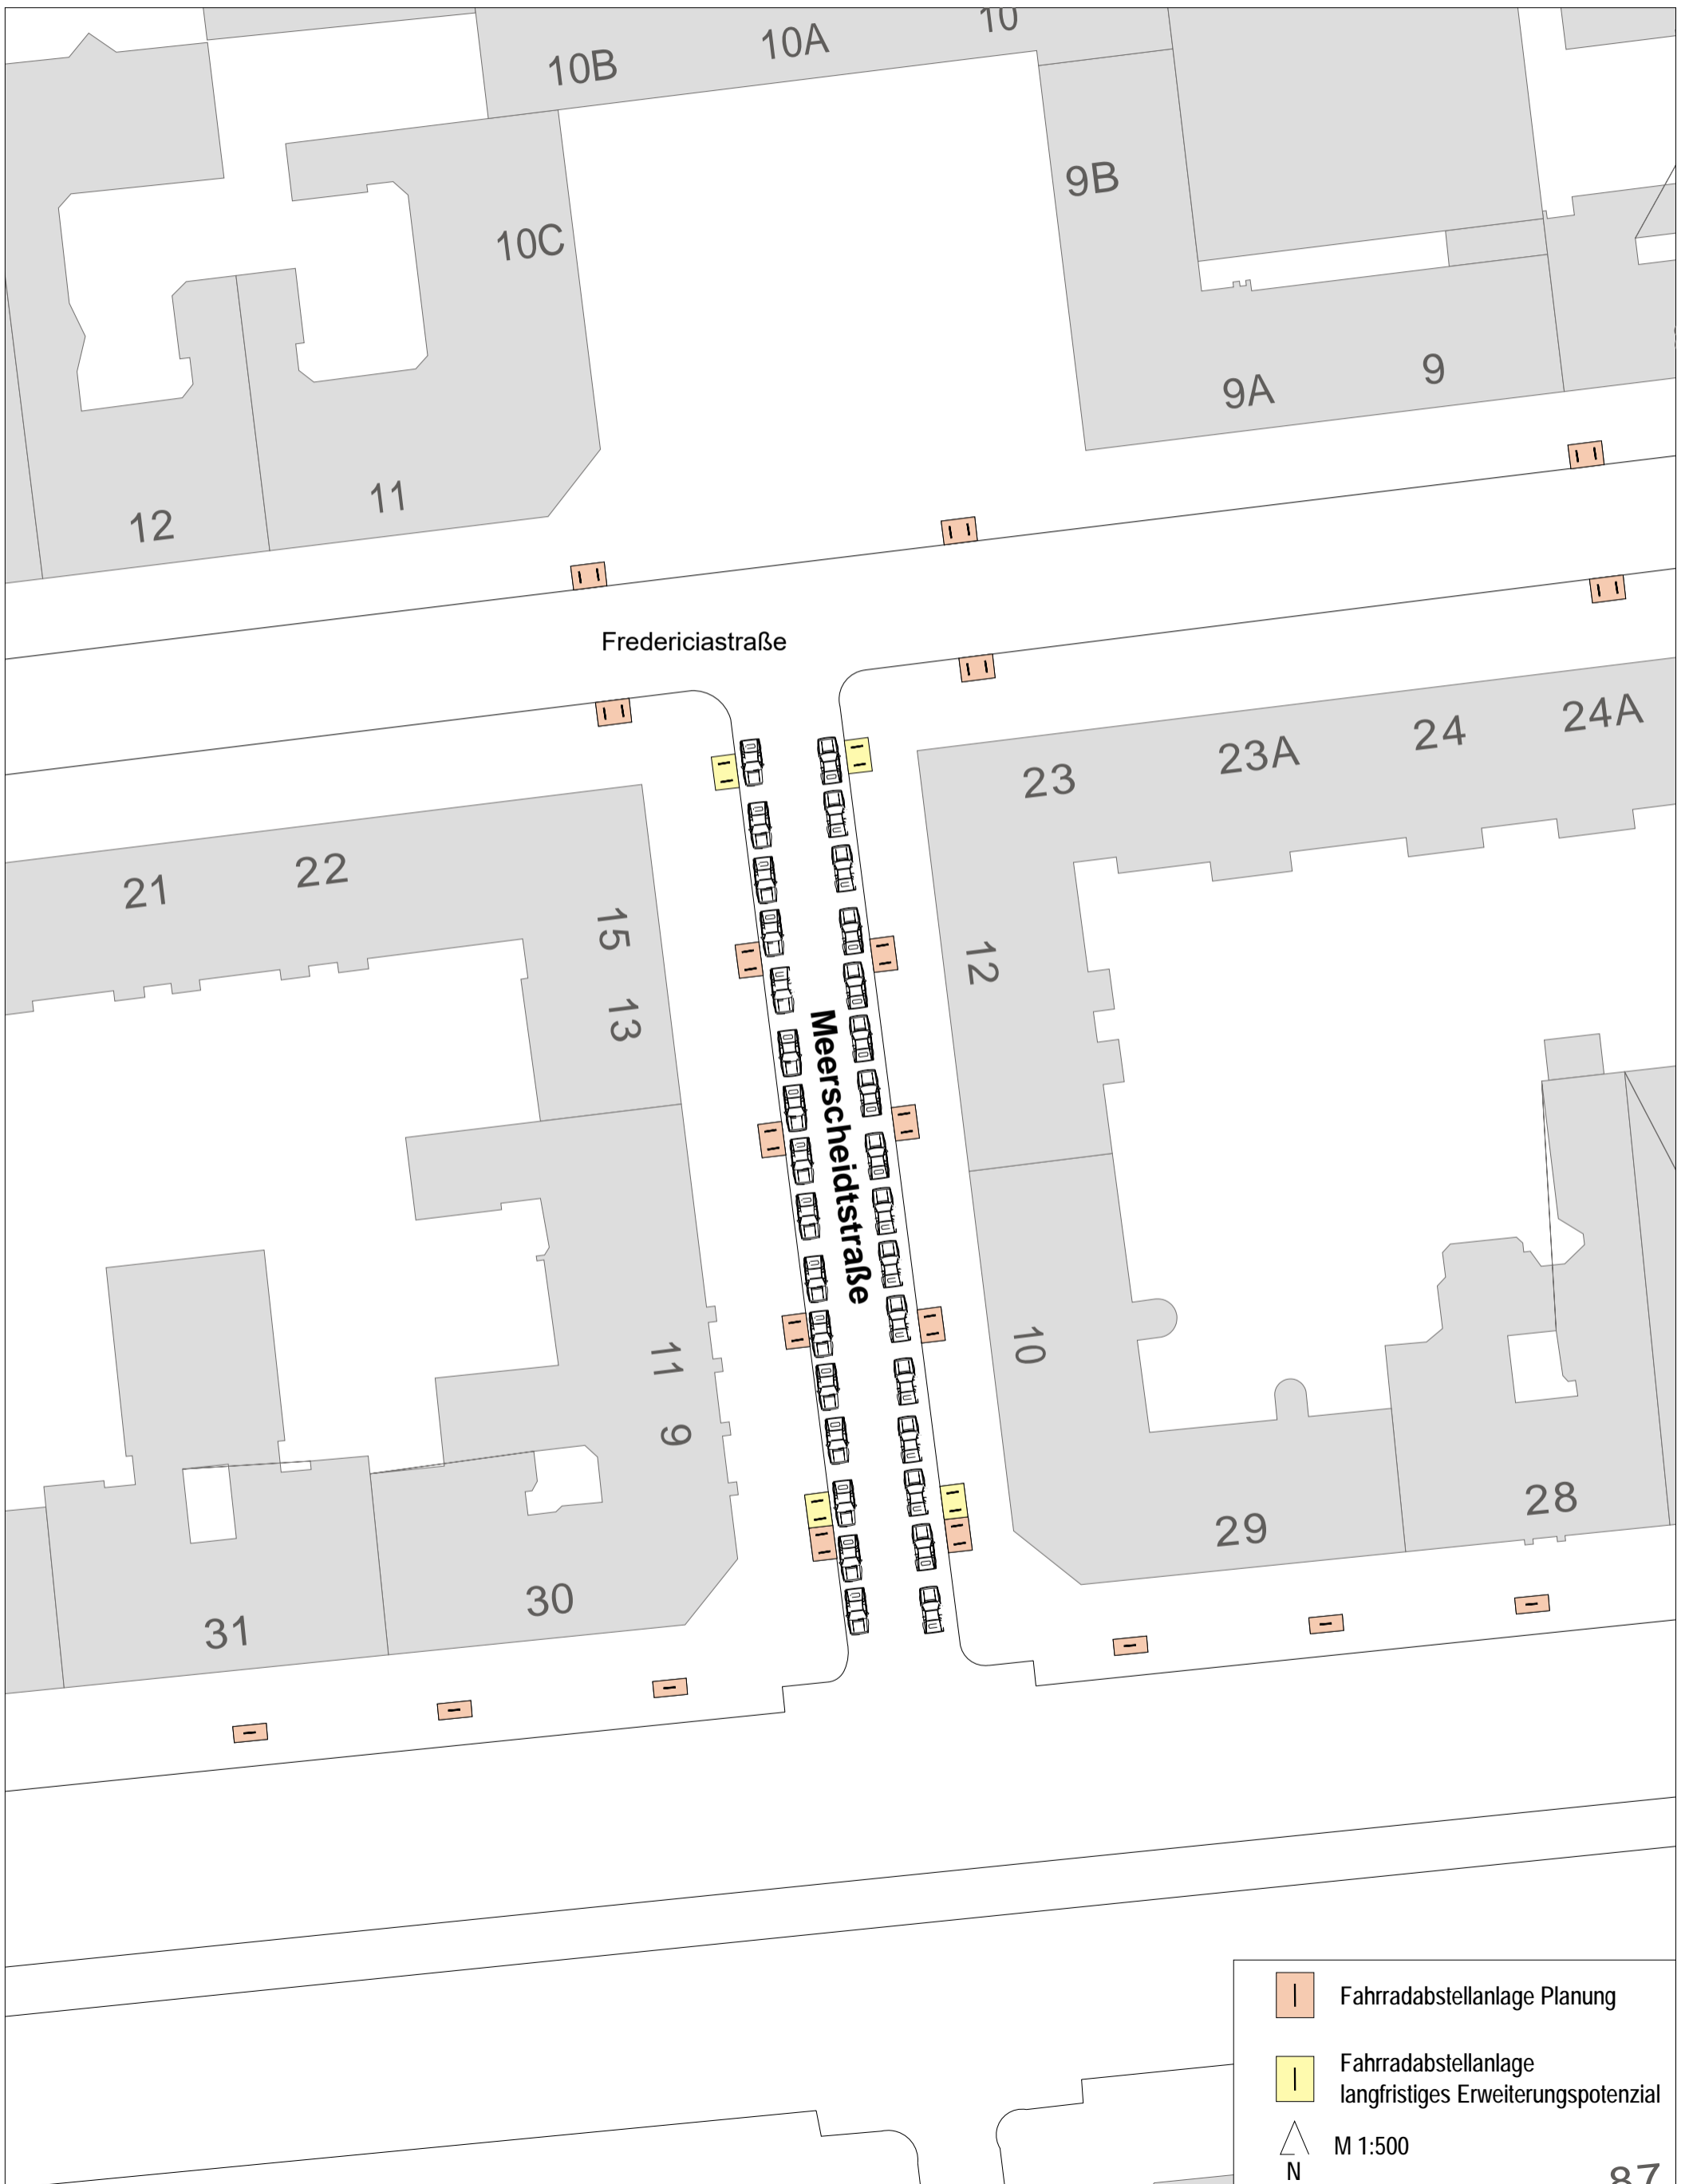 10
10A
10B
9B
10C
9
9A
11
12
Fredericiastraße
24A
24
23A
23
22
21
15
12
13
Meerscheidtstraße
11
10
9
28
29
30
31
Fahrradabstellanlage Planung
Fahrradabstellanlage
langfristiges Erweiterungspotenzial
M 1:500
N
87